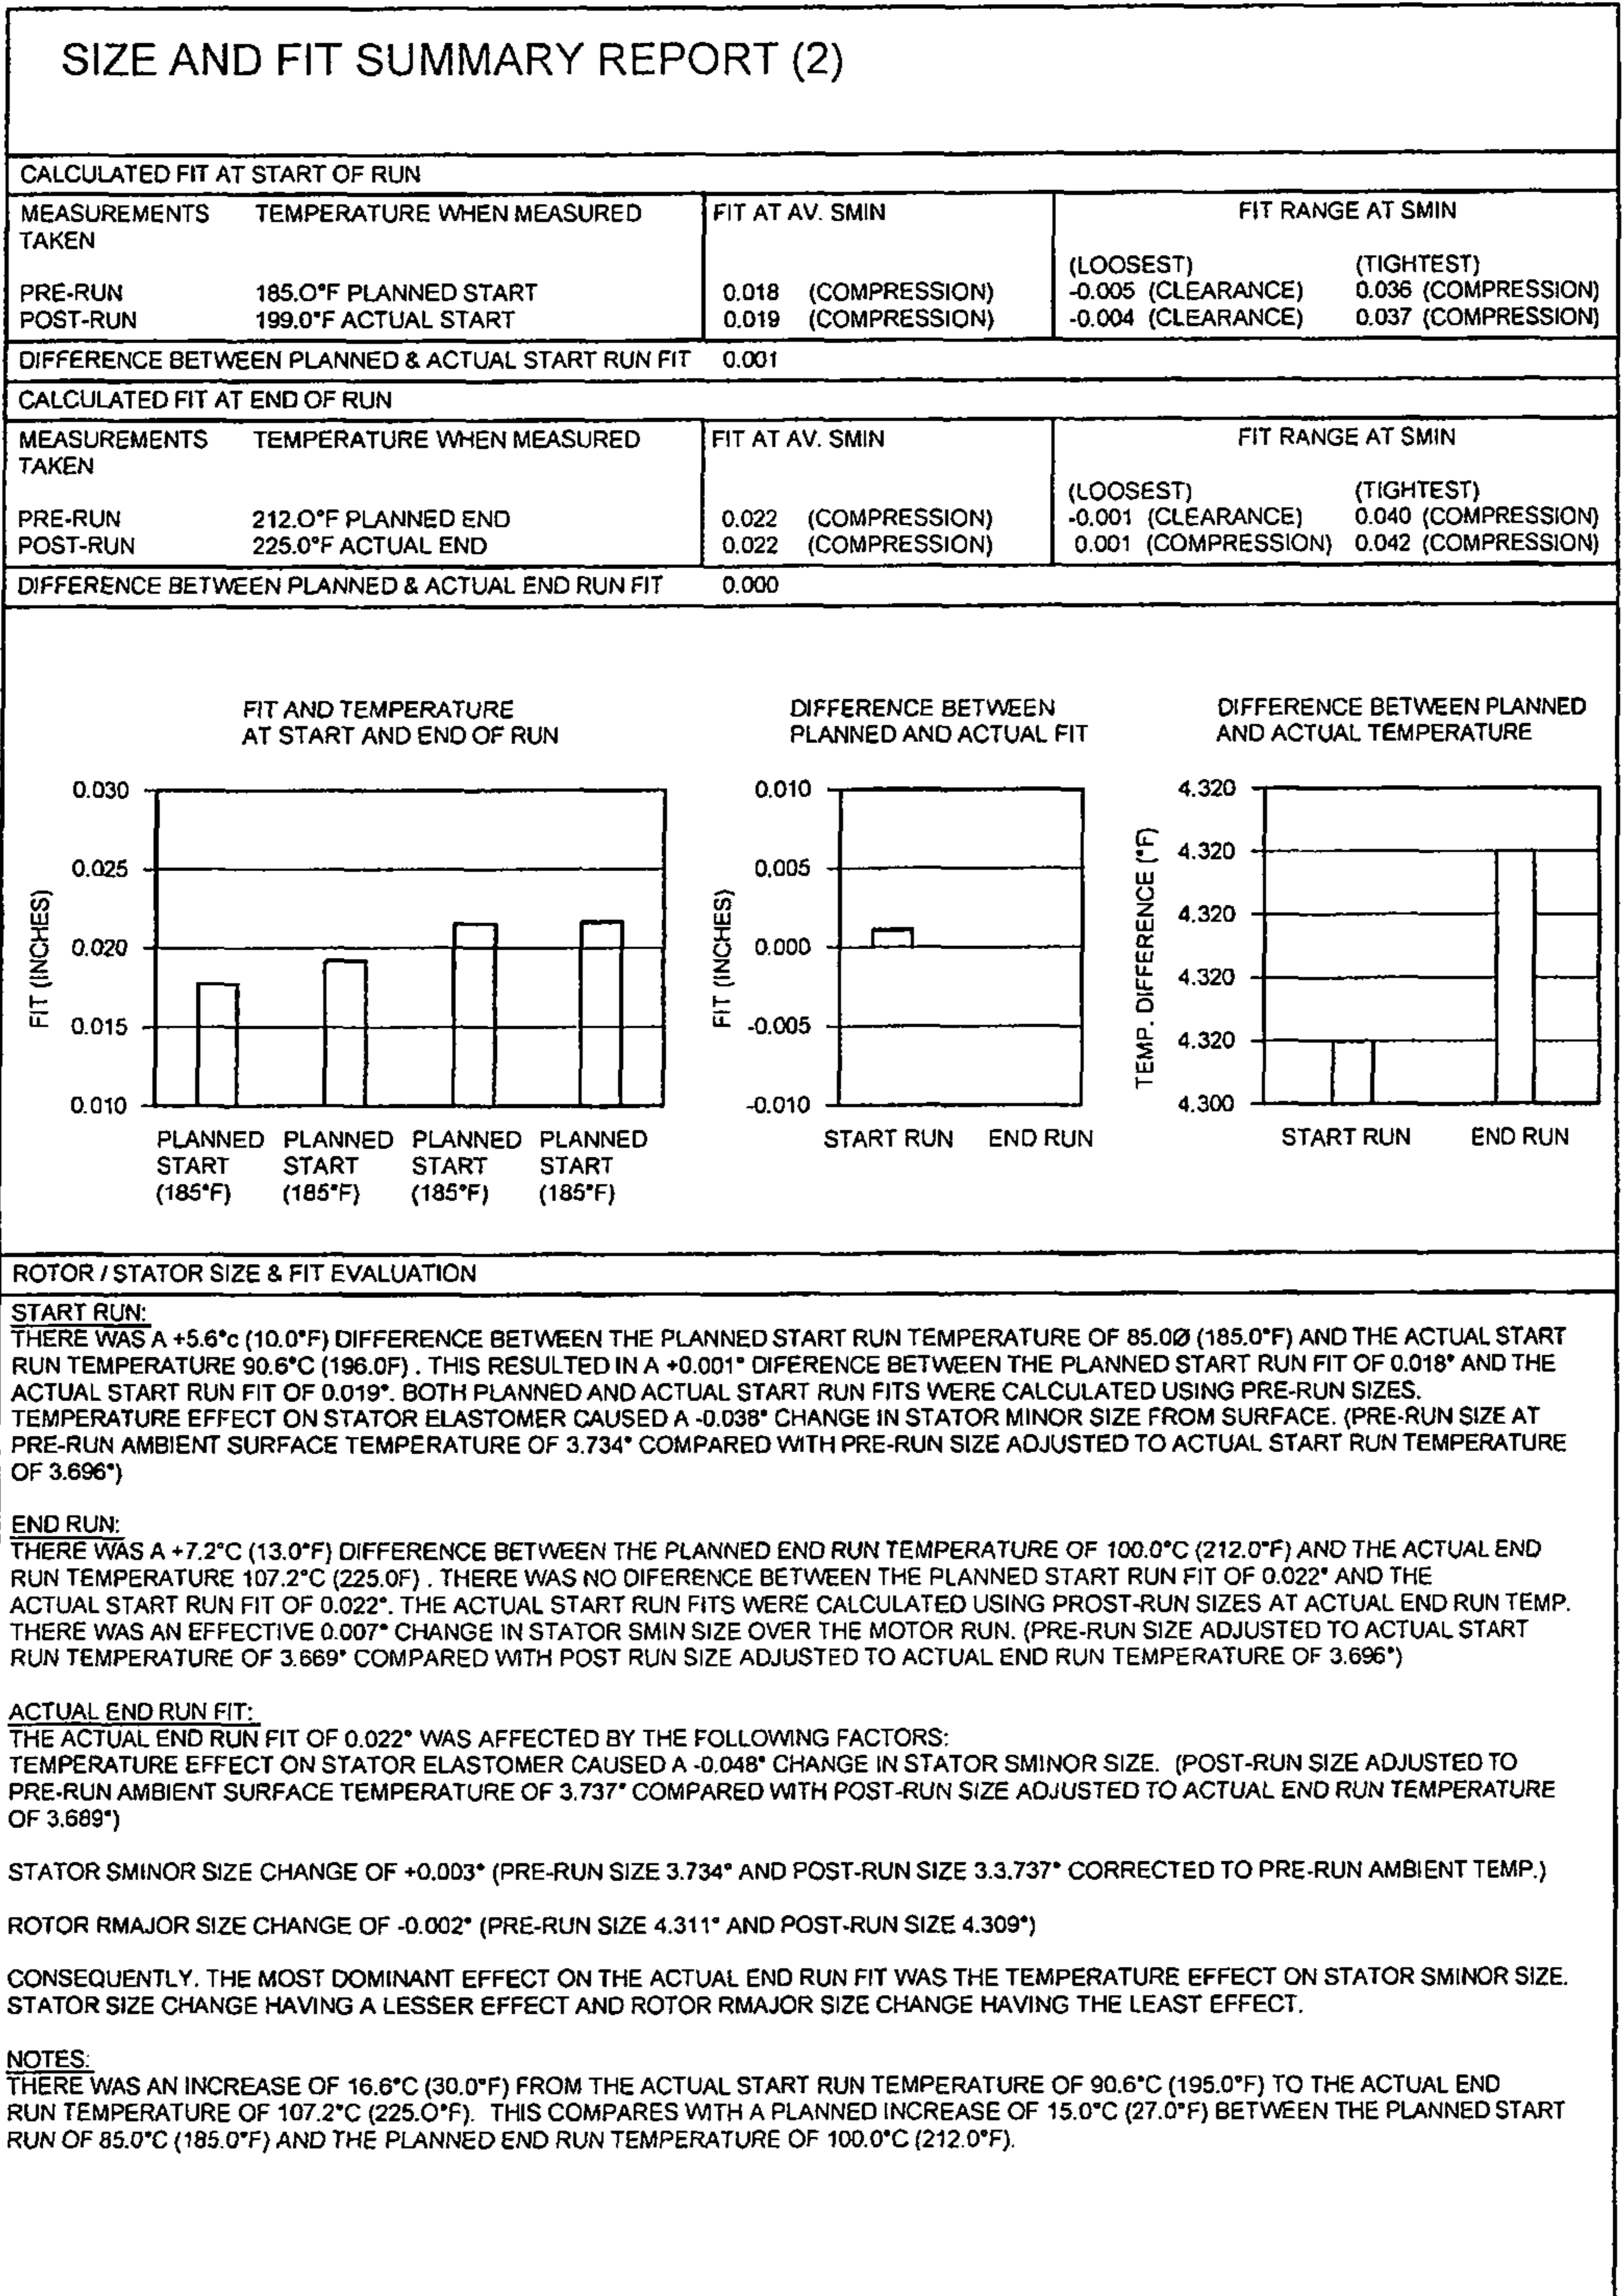 SIZE AND FIT SUMMARY REPORT (2)
CALCULATED FIT AT START OF RUN
MEASUREMENTS TAKEN TEMPERATURE WHEN MEASURED FIT AT AV. SMIN FIT RANGE AT SMIN
(LOOSEST) (TIGHTEST)
PRE-RUN 185.O°F PLANNED START 0.018 (COMPRESSION) -0.005 (CLEARANCE) 0.036 (COMPRESSION)
POST-RUN 199.0°F ACTUAL START 0.019 (COMPRESSION) -0.004 (CLEARANCE) 0.037 (COMPRESSION)
DIFFERENCE BETWEEN PLANNED & ACTUAL START RUN FIT 0.001
CALCULATED FIT AT END OF RUN
MEASUREMENTS TAKEN TEMPERATURE WHEN MEASURED FIT AT AV. SMIN FIT RANGE AT SMIN
(LOOSEST) (TIGHTEST)
PRE-RUN 212.O°F PLANNED END 0.022 (COMPRESSION) -0.001 (CLEARANCE) 0.040 (COMPRESSION)
POST-RUN 225.0°F ACTUAL END 0.022 (COMPRESSION) 0.001 (COMPRESSION) 0.042 (COMPRESSION)
DIFFERENCE BETWEEN PLANNED & ACTUAL END RUN FIT 0.000
FIT AND TEMPERATURE
AT START AND END OF RUN
FIT (INCHES)
0.030
0.025
0.020
0.015
0.010
PLANNED PLANNED PLANNED PLANNED
START START START START
(185°F) (185°F) (185°F) (185°F)
DIFFERENCE BETWEEN
PLANNED AND ACTUAL FIT
FIT (INCHES)
0.010
0.005
0.000
-0.005
-0.010
START RUN END RUN
DIFFERENCE BETWEEN PLANNED
AND ACTUAL TEMPERATURE
TEMP. DIFFERENCE (°F)
4.320
4.320
4.320
4.320
4.320
4.300
START RUN END RUN
ROTOR / STATOR SIZE & FIT EVALUATION
START RUN:
THERE WAS A +5.6°c (10.0°F) DIFFERENCE BETWEEN THE PLANNED START RUN TEMPERATURE OF 85.0Ø (185.0°F) AND THE ACTUAL START
RUN TEMPERATURE 90.6°C (196.0F) . THIS RESULTED IN A +0.001" DIFERENCE BETWEEN THE PLANNED START RUN FIT OF 0.018" AND THE
ACTUAL START RUN FIT OF 0.019". BOTH PLANNED AND ACTUAL START RUN FITS WERE CALCULATED USING PRE-RUN SIZES.
TEMPERATURE EFFECT ON STATOR ELASTOMER CAUSED A -0.038" CHANGE IN STATOR MINOR SIZE FROM SURFACE. (PRE-RUN SIZE AT
PRE-RUN AMBIENT SURFACE TEMPERATURE OF 3.734" COMPARED WITH PRE-RUN SIZE ADJUSTED TO ACTUAL START RUN TEMPERATURE
OF 3.696")
END RUN:
THERE WAS A +7.2°C (13.0°F) DIFFERENCE BETWEEN THE PLANNED END RUN TEMPERATURE OF 100.0°C (212.0°F) AND THE ACTUAL END
RUN TEMPERATURE 107.2°C (225.0F) . THERE WAS NO DIFERENCE BETWEEN THE PLANNED START RUN FIT OF 0.022" AND THE
ACTUAL START RUN FIT OF 0.022". THE ACTUAL START RUN FITS WERE CALCULATED USING PROST-RUN SIZES AT ACTUAL END RUN TEMP.
THERE WAS AN EFFECTIVE 0.007" CHANGE IN STATOR SMIN SIZE OVER THE MOTOR RUN. (PRE-RUN SIZE ADJUSTED TO ACTUAL START
RUN TEMPERATURE OF 3.669" COMPARED WITH POST RUN SIZE ADJUSTED TO ACTUAL END RUN TEMPERATURE OF 3.696")
ACTUAL END RUN FIT:
THE ACTUAL END RUN FIT OF 0.022" WAS AFFECTED BY THE FOLLOWING FACTORS:
TEMPERATURE EFFECT ON STATOR ELASTOMER CAUSED A -0.048" CHANGE IN STATOR SMINOR SIZE. (POST-RUN SIZE ADJUSTED TO
PRE-RUN AMBIENT SURFACE TEMPERATURE OF 3.737" COMPARED WITH POST-RUN SIZE ADJUSTED TO ACTUAL END RUN TEMPERATURE
OF 3.689")
STATOR SMINOR SIZE CHANGE OF +0.003" (PRE-RUN SIZE 3.734" AND POST-RUN SIZE 3.3.737" CORRECTED TO PRE-RUN AMBIENT TEMP.)
ROTOR RMAJOR SIZE CHANGE OF -0.002" (PRE-RUN SIZE 4.311" AND POST-RUN SIZE 4.309")
CONSEQUENTLY. THE MOST DOMINANT EFFECT ON THE ACTUAL END RUN FIT WAS THE TEMPERATURE EFFECT ON STATOR SMINOR SIZE.
STATOR SIZE CHANGE HAVING A LESSER EFFECT AND ROTOR RMAJOR SIZE CHANGE HAVING THE LEAST EFFECT.
NOTES:
THERE WAS AN INCREASE OF 16.6°C (30.0°F) FROM THE ACTUAL START RUN TEMPERATURE OF 90.6°C (195.0°F) TO THE ACTUAL END
RUN TEMPERATURE OF 107.2°C (225.O°F). THIS COMPARES WITH A PLANNED INCREASE OF 15.0°C (27.0°F) BETWEEN THE PLANNED START
RUN OF 85.0°C (185.0°F) AND THE PLANNED END RUN TEMPERATURE OF 100.0°C (212.0°F).